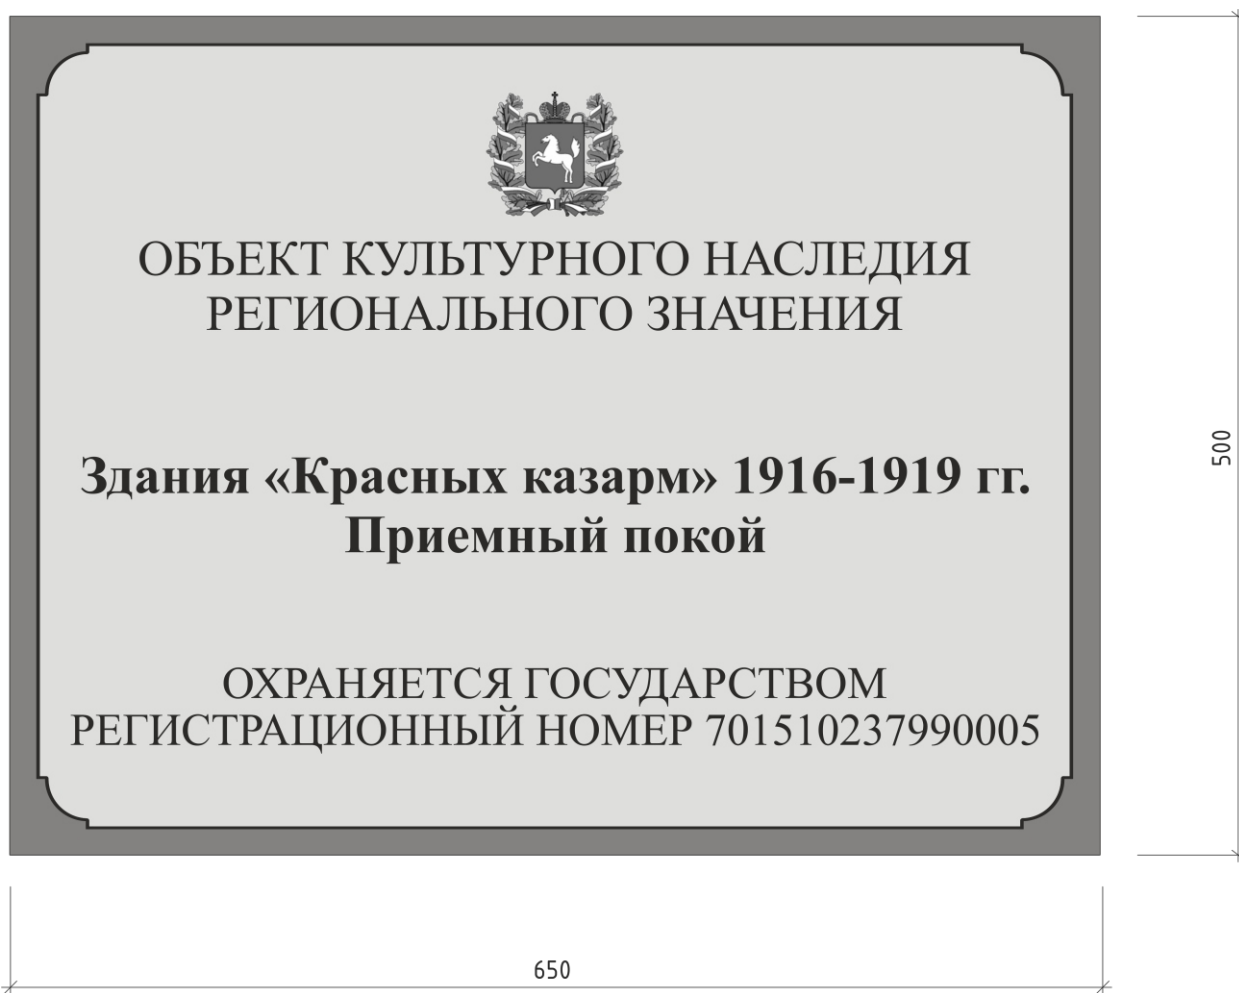 ОБЪЕКТ КУЛЬТУРНОГО НАСЛЕДИЯ
РЕГИОНАЛЬНОГО ЗНАЧЕНИЯ
Здания «Красных казарм» 1916-1919 гг.
Приемный покой
ОХРАНЯЕТСЯ ГОСУДАРСТВОМ
РЕГИСТРАЦИОННЫЙ НОМЕР 701510237990005
500
650